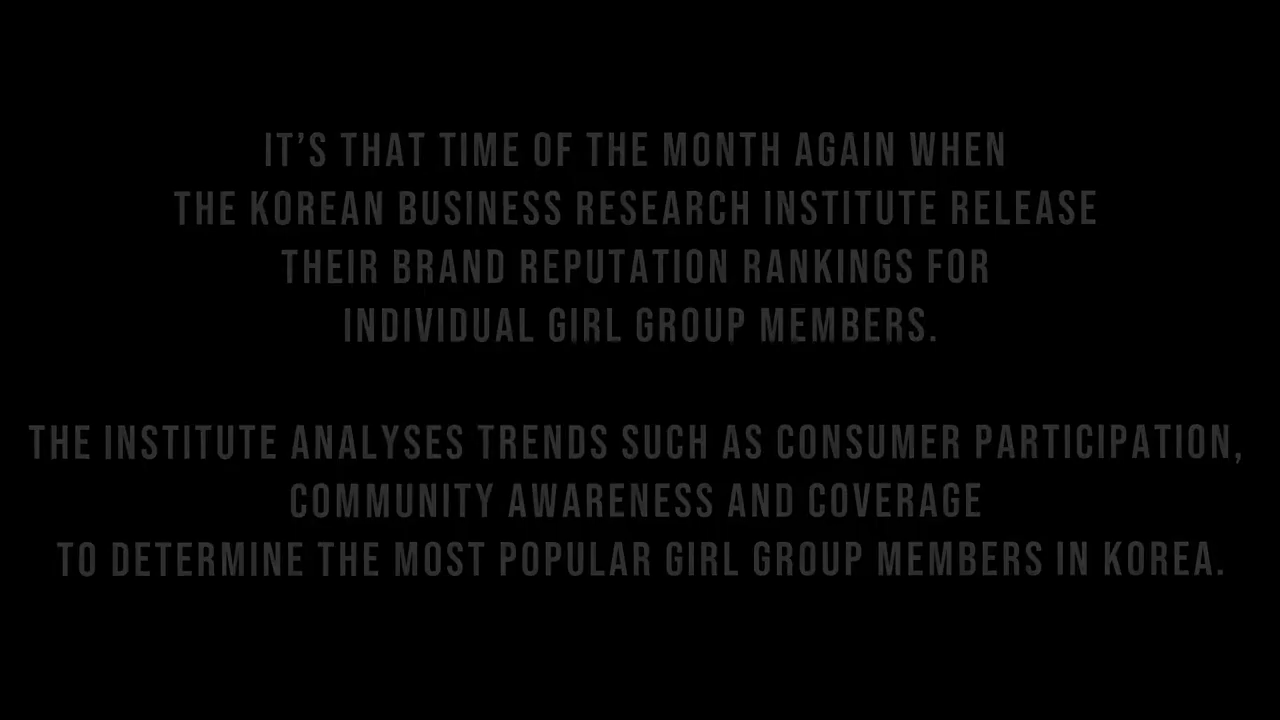 IT’S THAT TIME OF THE MONTH AGAIN WHEN
THE KOREAN BUSINESS RESEARCH INSTITUTE RELEASE
THEIR BRAND REPUTATION RANKINGS FOR
INDIVIDUAL GIRL GROUP MEMBERS.
THE INSTITUTE ANALYSES TRENDS SUCH AS CONSUMER PARTICIPATION,
COMMUNITY AWARENESS AND COVERAGE
TO DETERMINE THE MOST POPULAR GIRL GROUP MEMBERS IN KOREA.